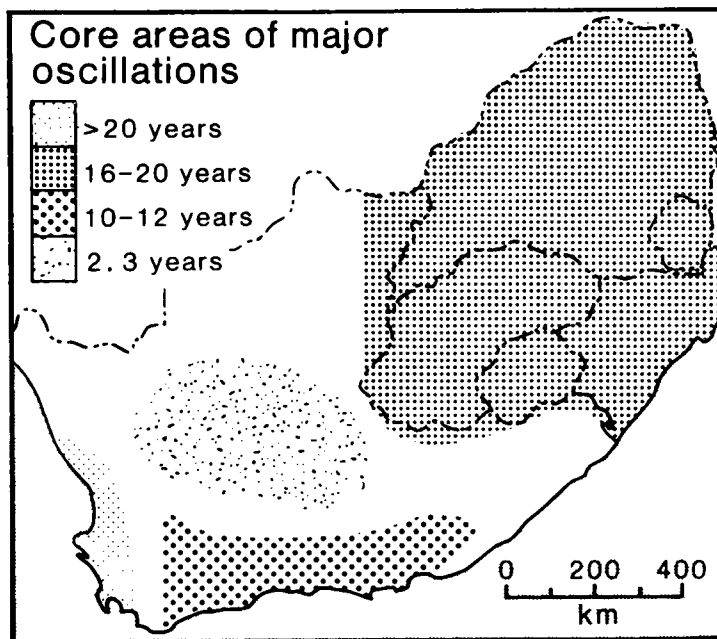 Core areas of major
oscillations
>20 years
16-20 years
10-12 years
2.3 years
0 200 400
km